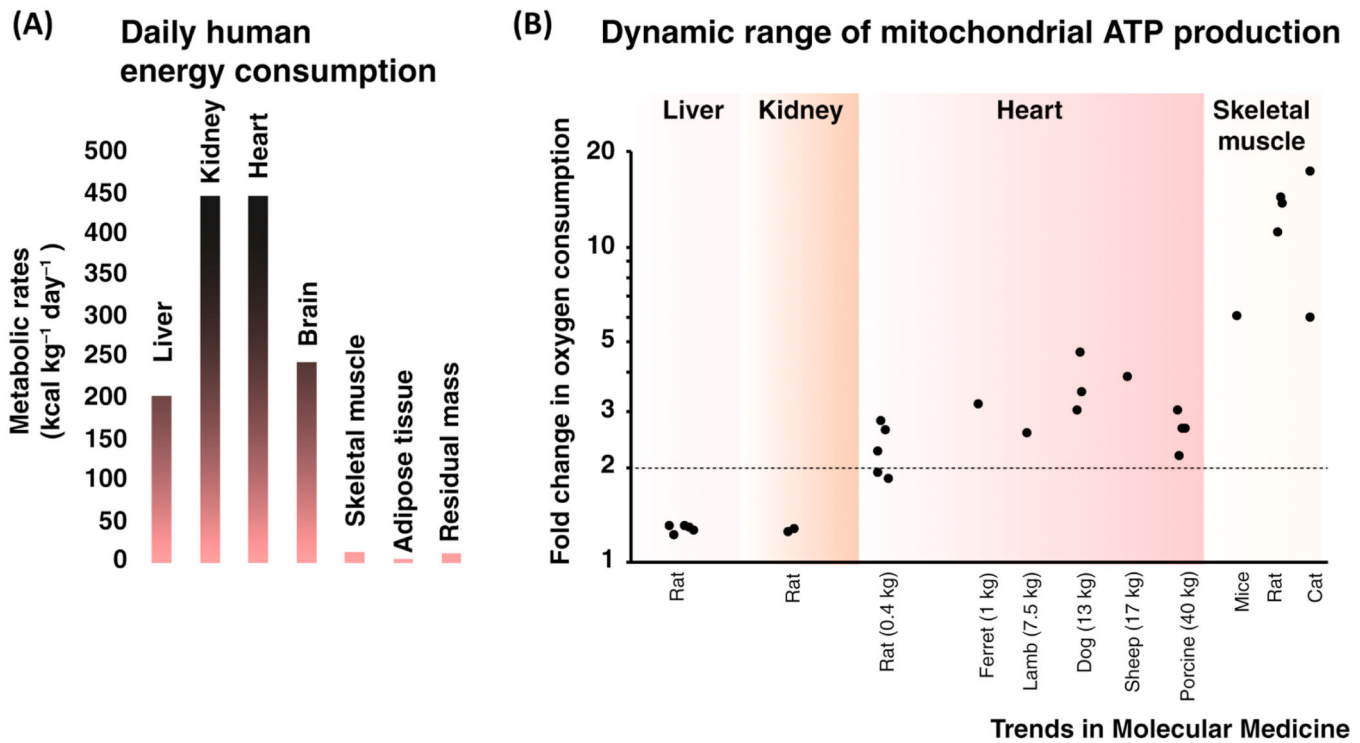 (A)
Daily human
energy consumption
Metabolic rates
(kcal kg⁻¹ day⁻¹ )
500
450
400
350
300
250
200
150
100
50
0
Liver
Kidney
Heart
Brain
Skeletal muscle
Adipose tissue
Residual mass
(B)
Dynamic range of mitochondrial ATP production
Fold change in oxygen consumption
Liver
Kidney
Heart
Skeletal
muscle
20
10
5
3
2
1
Rat
Rat
Rat (0.4 kg)
Ferret (1 kg)
Lamb (7.5 kg)
Dog (13 kg)
Sheep (17 kg)
Porcine (40 kg)
Mice
Rat
Cat
Trends in Molecular Medicine